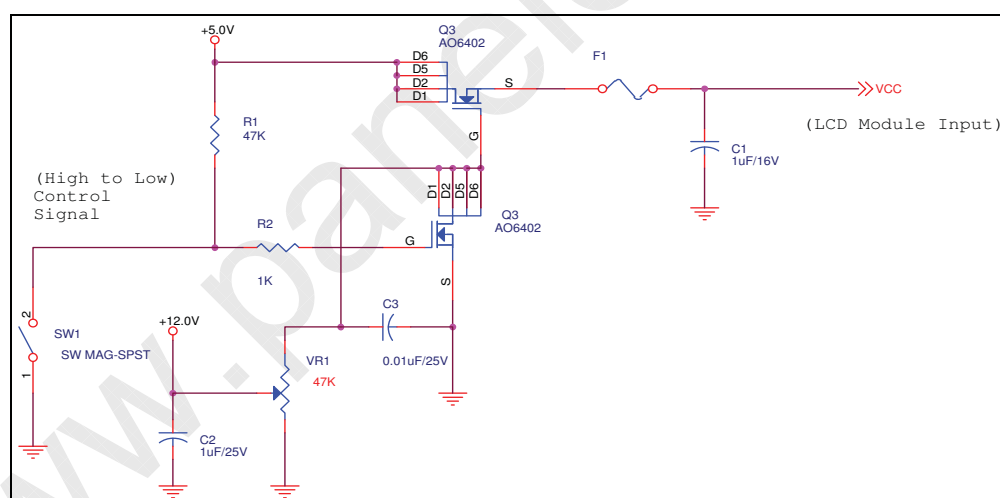 +5.0V
Q3
AO6402
D6
D5
D2
D1
S
G
F1
VCC
(LCD Module Input)
C1
1uF/16V
R1
47K
(High to Low)
Control
Signal
D1
D2
D5
D6
Q3
AO6402
R2
G
1K
S
C3
0.01uF/25V
+12.0V
2
SW1
SW MAG-SPST
1
VR1
47K
C2
1uF/25V